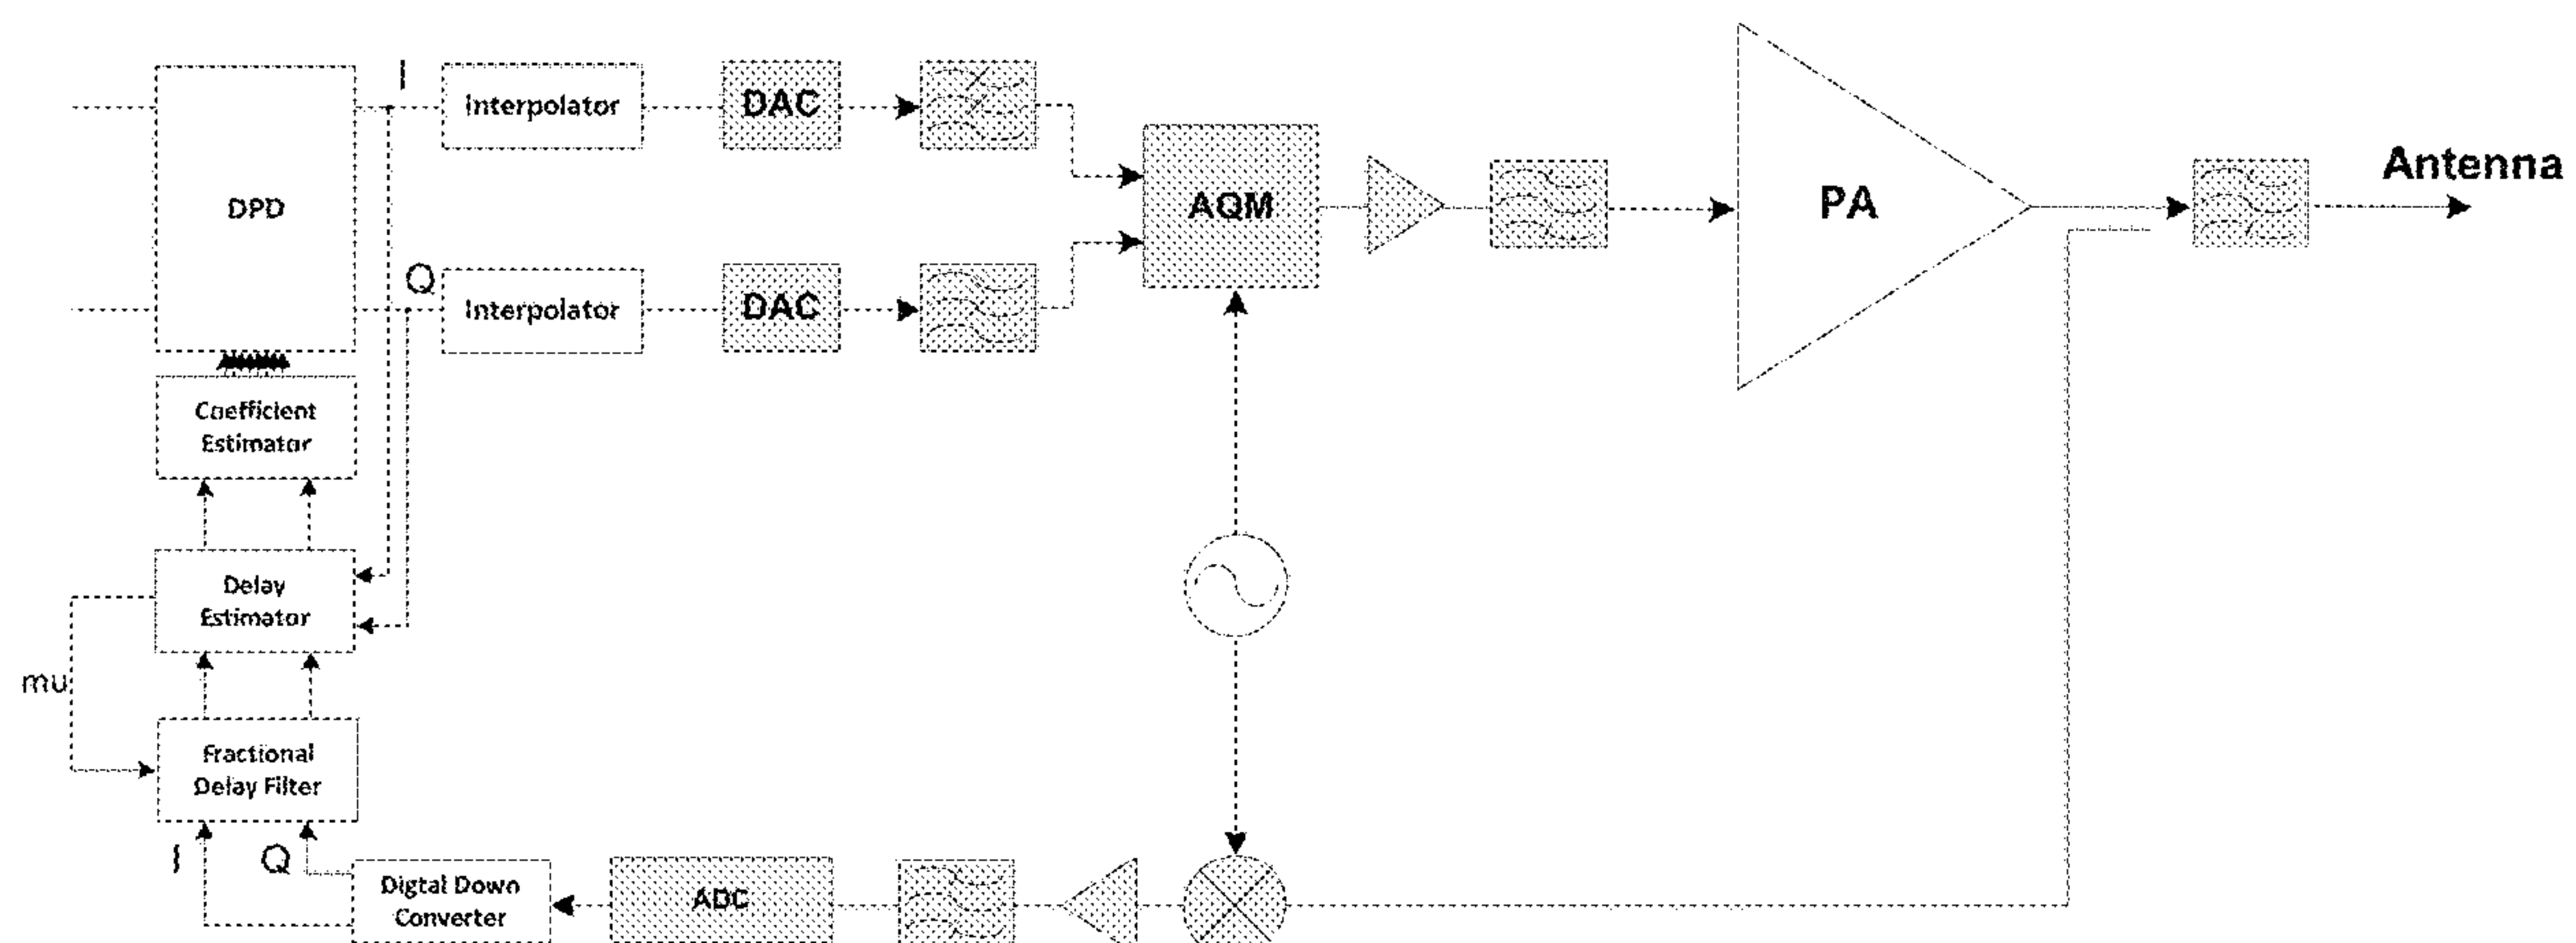 I
Interpolator
DAC
DPD
AQM
PA
Antenna
Q
Interpolator
DAC
Coefficient
Estimator
Delay
Estimator
mu
Fractional
Delay Filter
I
Q
Digtal Down
Converter
ADC